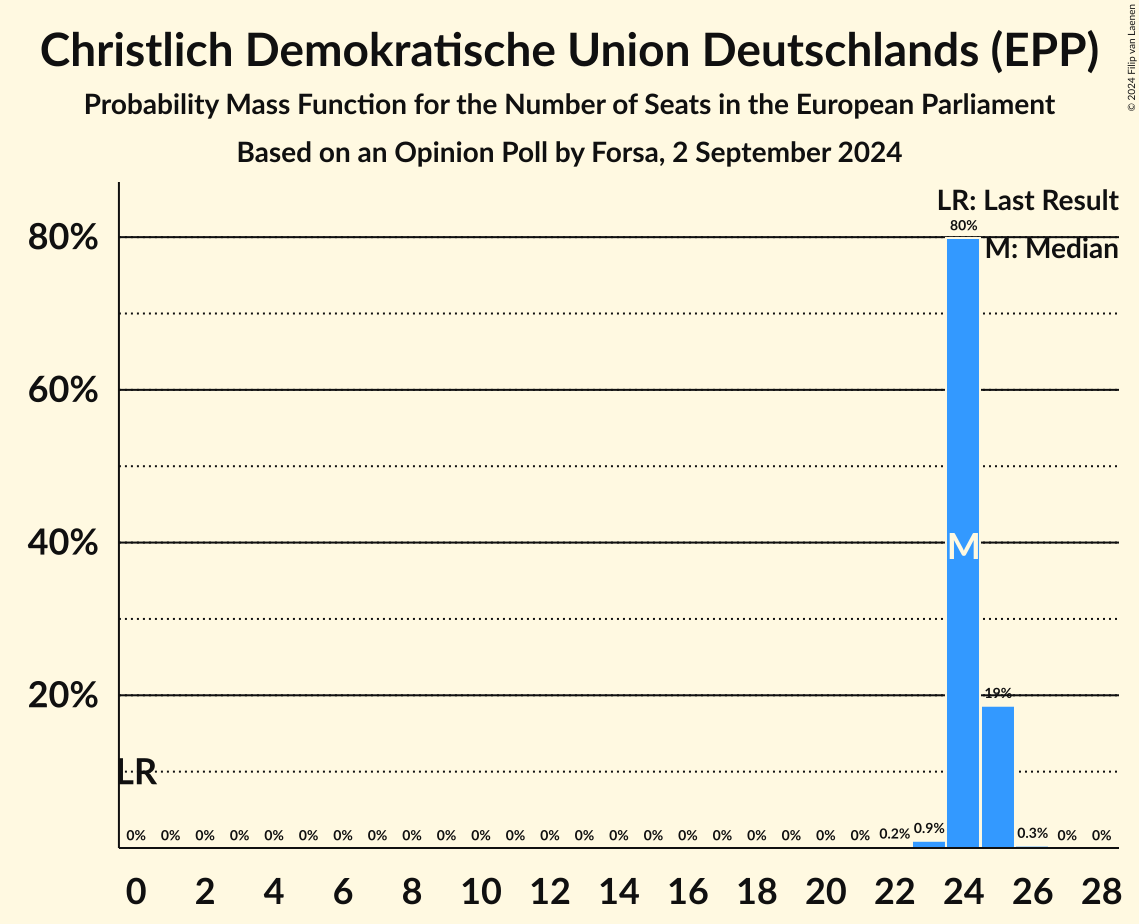 Christlich Demokratische Union Deutschlands (EPP)
Probability Mass Function for the Number of Seats in the European Parliament
Based on an Opinion Poll by Forsa, 2 September 2024
© 2024 Filip van Laenen
LR: Last Result
M: Median
80%
60%
40%
20%
80%
M
19%
LR
0% 0% 0% 0% 0% 0% 0% 0% 0% 0% 0% 0% 0% 0% 0% 0% 0% 0% 0% 0% 0% 0% 0.2% 0.9% 0.3% 0% 0%
0 2 4 6 8 10 12 14 16 18 20 22 24 26 28